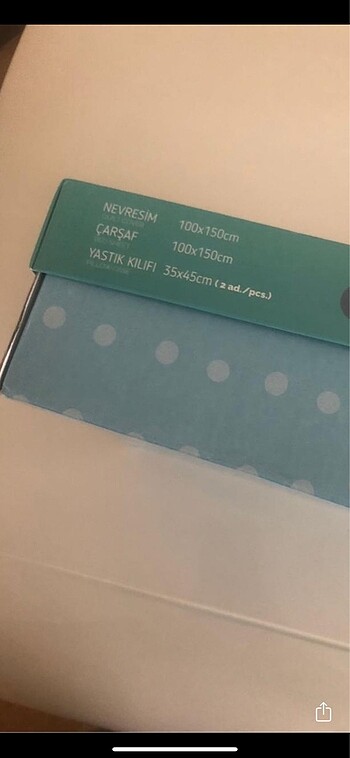 NEVRESİM 100x150cm
ÇARŞAF 100x150cm
YASTIK KILIFI 35x45cm (2 ad./pcs.)